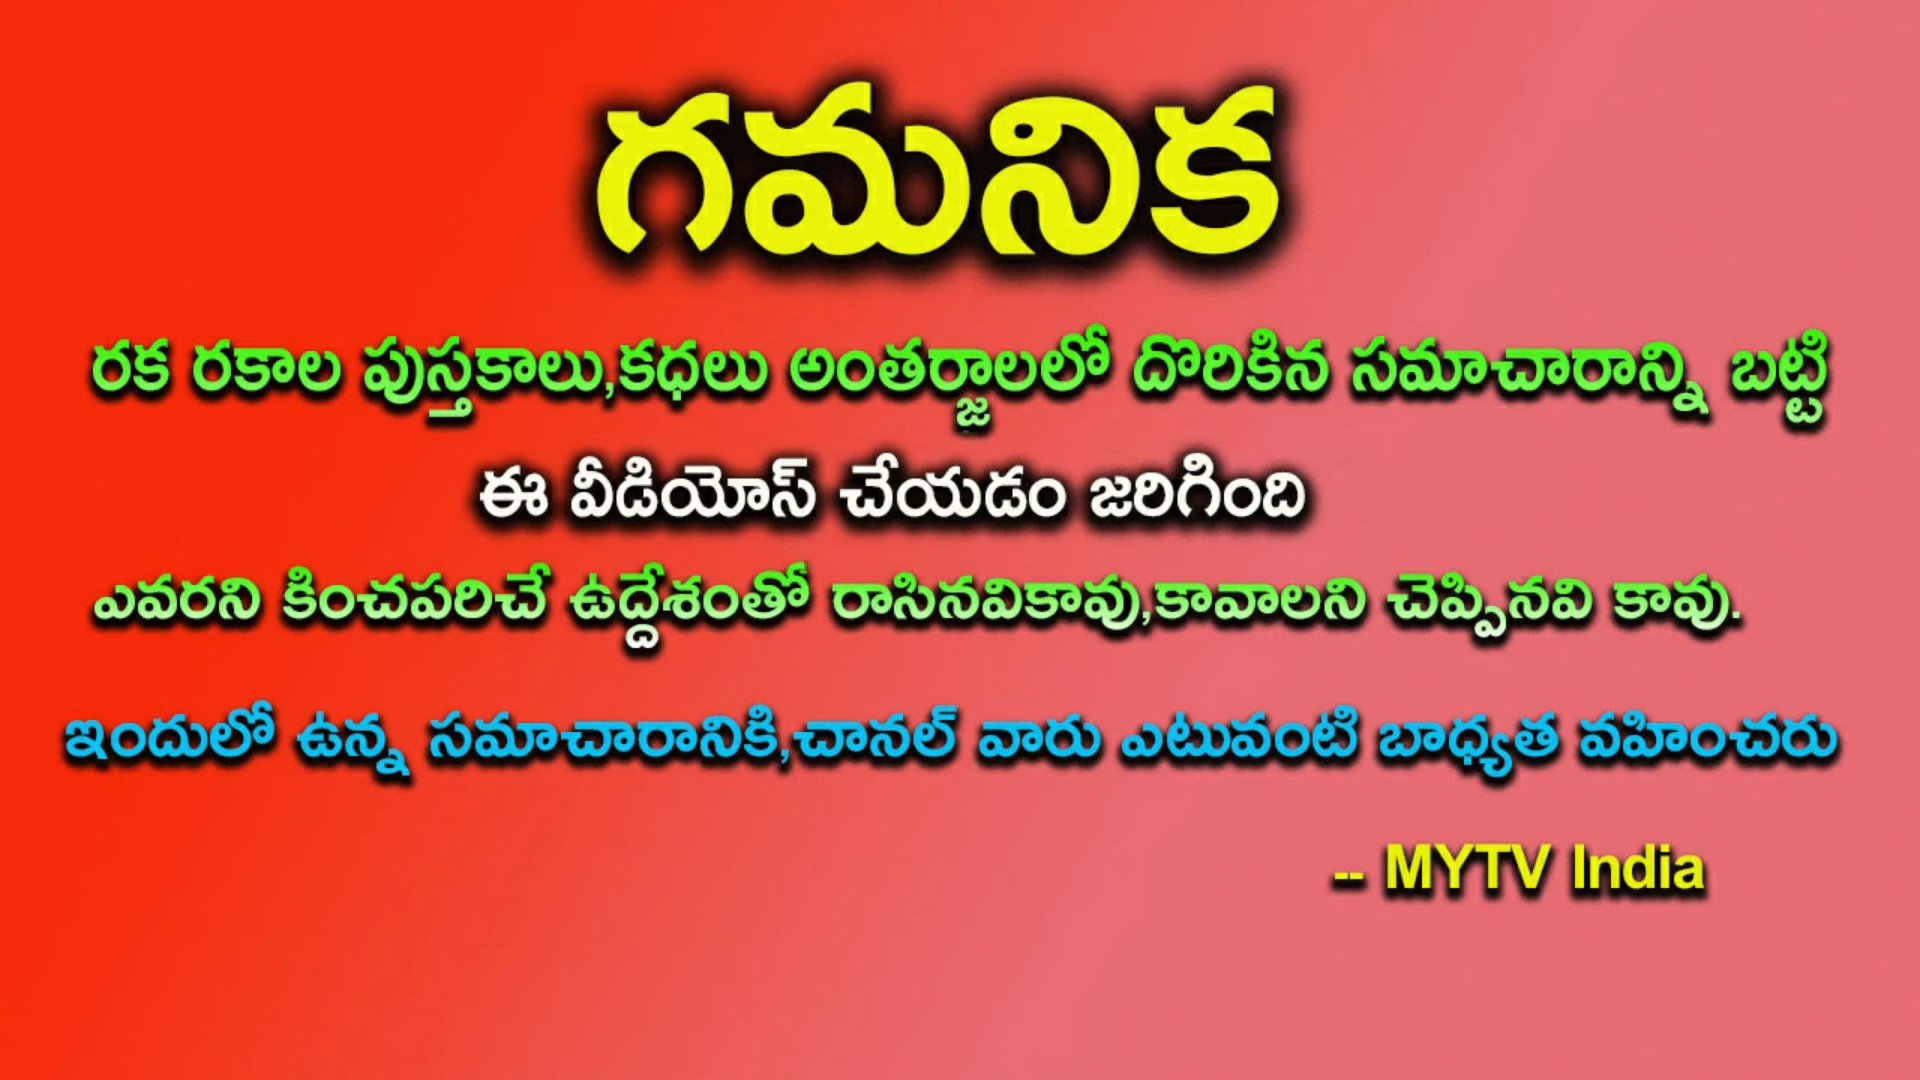 గమనిక
రక రకాల పుస్తకాలు,కధలు అంతర్జాలలో దొరికిన సమాచారాన్ని బట్టి
ఈ వీడియోస్ చేయడం జరిగింది
ఎవరని కించపరిచే ఉద్దేశంతో రాసినవికావు,కావాలని చెప్పినవి కావు.
ఇందులో ఉన్న సమాచారానికి,చానల్ వారు ఎటువంటి బాధ్యత వహించరు
-- MYTV India